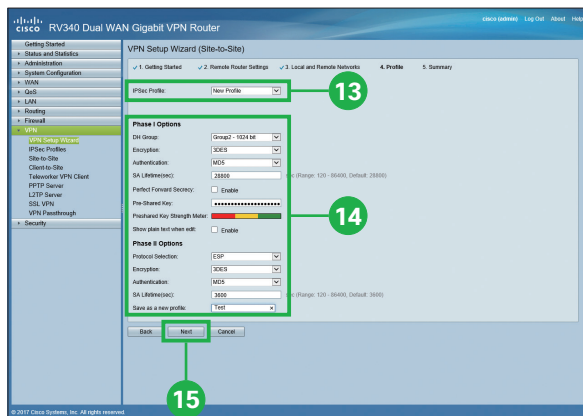 cisco RV340 Dual WAN Gigabit VPN Router
cisco (admin) Log Out About Help
Getting Started
Status and Statistics
Administration
System Configuration
WAN
QoS
LAN
Routing
Firewall
VPN
VPN Setup Wizard
IPSec Profiles
Site-to-Site
Client-to-Site
Teleworker VPN Client
PPTP Server
L2TP Server
SSL VPN
VPN Passthrough
Security
VPN Setup Wizard (Site-to-Site)
1. Getting Started 2. Remote Router Settings 3. Local and Remote Networks 4. Profile 5. Summary
IPSec Profile: New Profile
13
Phase I Options
DH Group: Group2 - 1024 bit
Encryption: 3DES
Authentication: MD5
SA Lifetime(sec): 28800 sec (Range: 120 - 86400, Default: 28800)
Perfect Forward Secrecy: Enable
Pre-Shared Key:
Preshared Key Strength Meter:
14
Show plain text when edit: Enable
Phase II Options
Protocol Selection: ESP
Encryption: 3DES
Authentication: MD5
SA Lifetime(sec): 3600 sec (Range: 120 - 86400, Default: 3600)
Save as a new profile: Test x
Back Next Cancel
15
© 2017 Cisco Systems, Inc. All rights reserved.